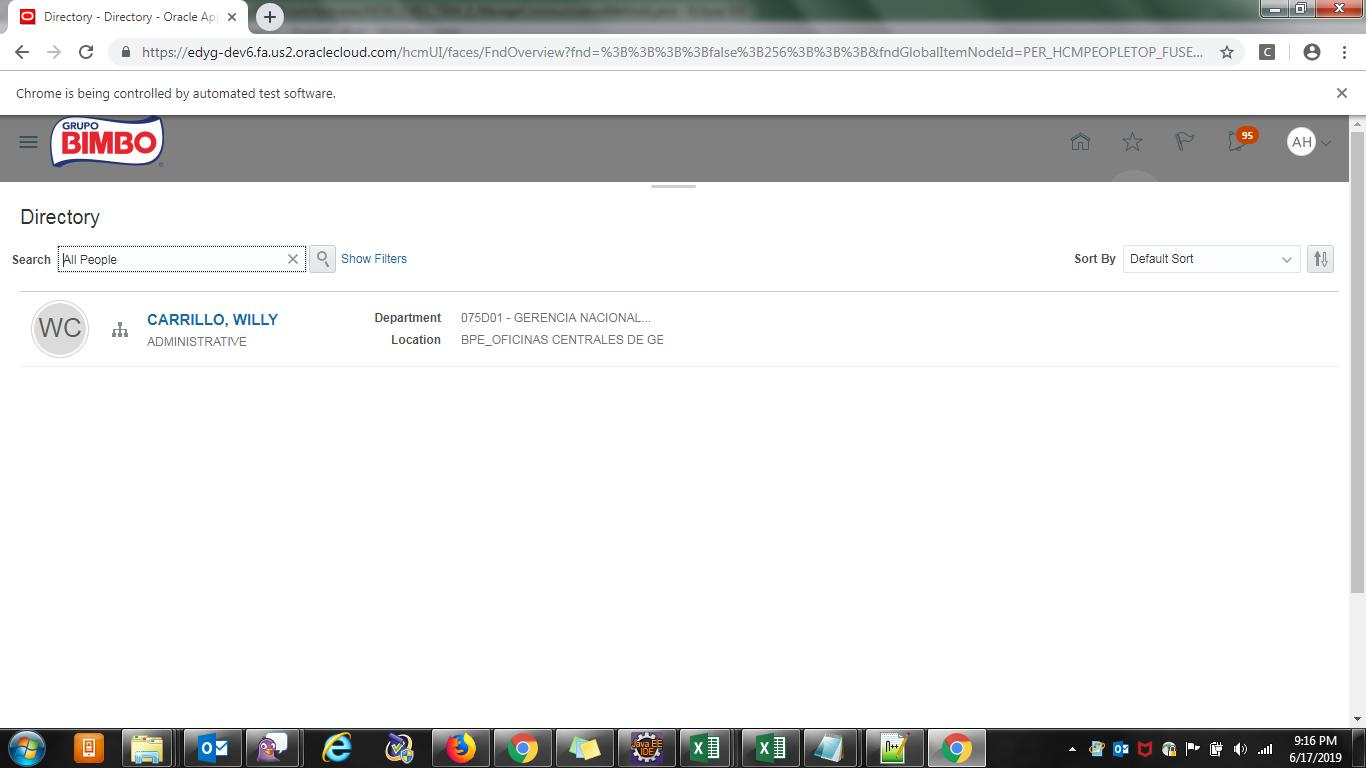 Directory - Directory - Oracle Ap
https://edyg-dev6.fa.us2.oraclecloud.com/hcmUI/faces/FndOverview?fnd=%3B%3B%3B%3Bfalse%3B256%3B%3B%3B&fndGlobalItemNodeId=PER_HCMPEOPLETOP_FUSE...
C
Chrome is being controlled by automated test software.
GRUPO
BIMBO
95
AH
Directory
Search
All People
Show Filters
Sort By
Default Sort
WC
CARRILLO, WILLY
ADMINISTRATIVE
Department
075D01 - GERENCIA NACIONAL...
Location
BPE_OFICINAS CENTRALES DE GE
Java EE
IDE
9:16 PM
6/17/2019